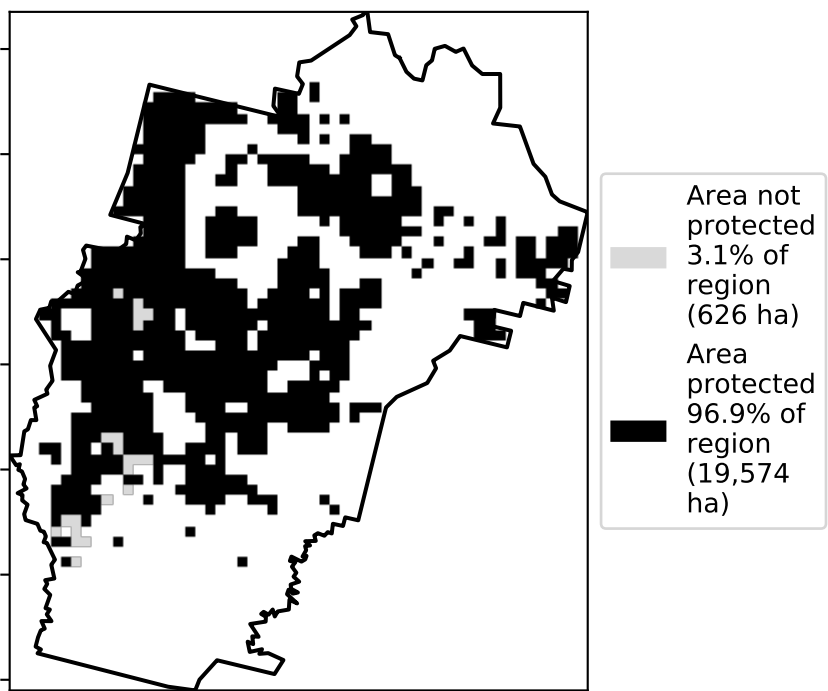 Area not
protected
3.1% of
region
(626 ha)
Area
protected
96.9% of
region
(19,574
ha)